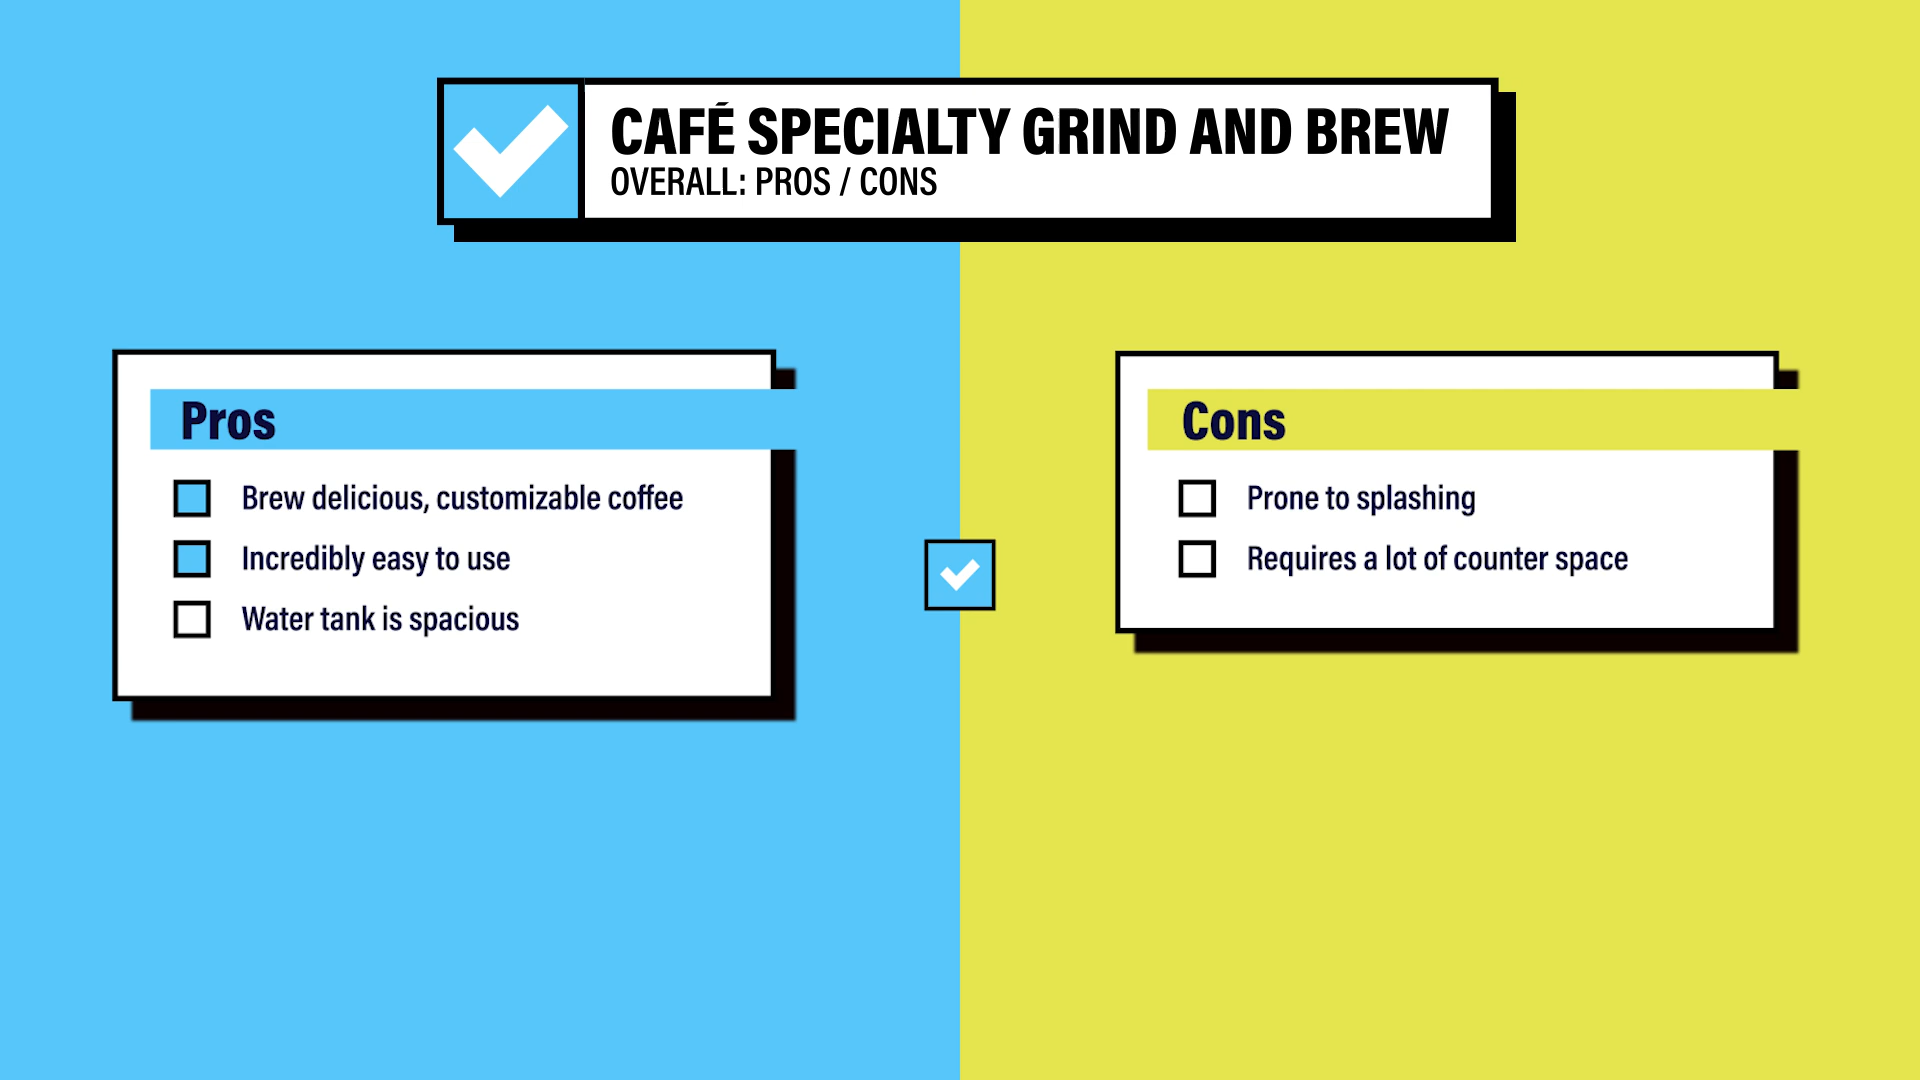 CAFÉ SPECIALTY GRIND AND BREW
OVERALL: PROS / CONS
Pros
Brew delicious, customizable coffee
Incredibly easy to use
Water tank is spacious
Cons
Prone to splashing
Requires a lot of counter space